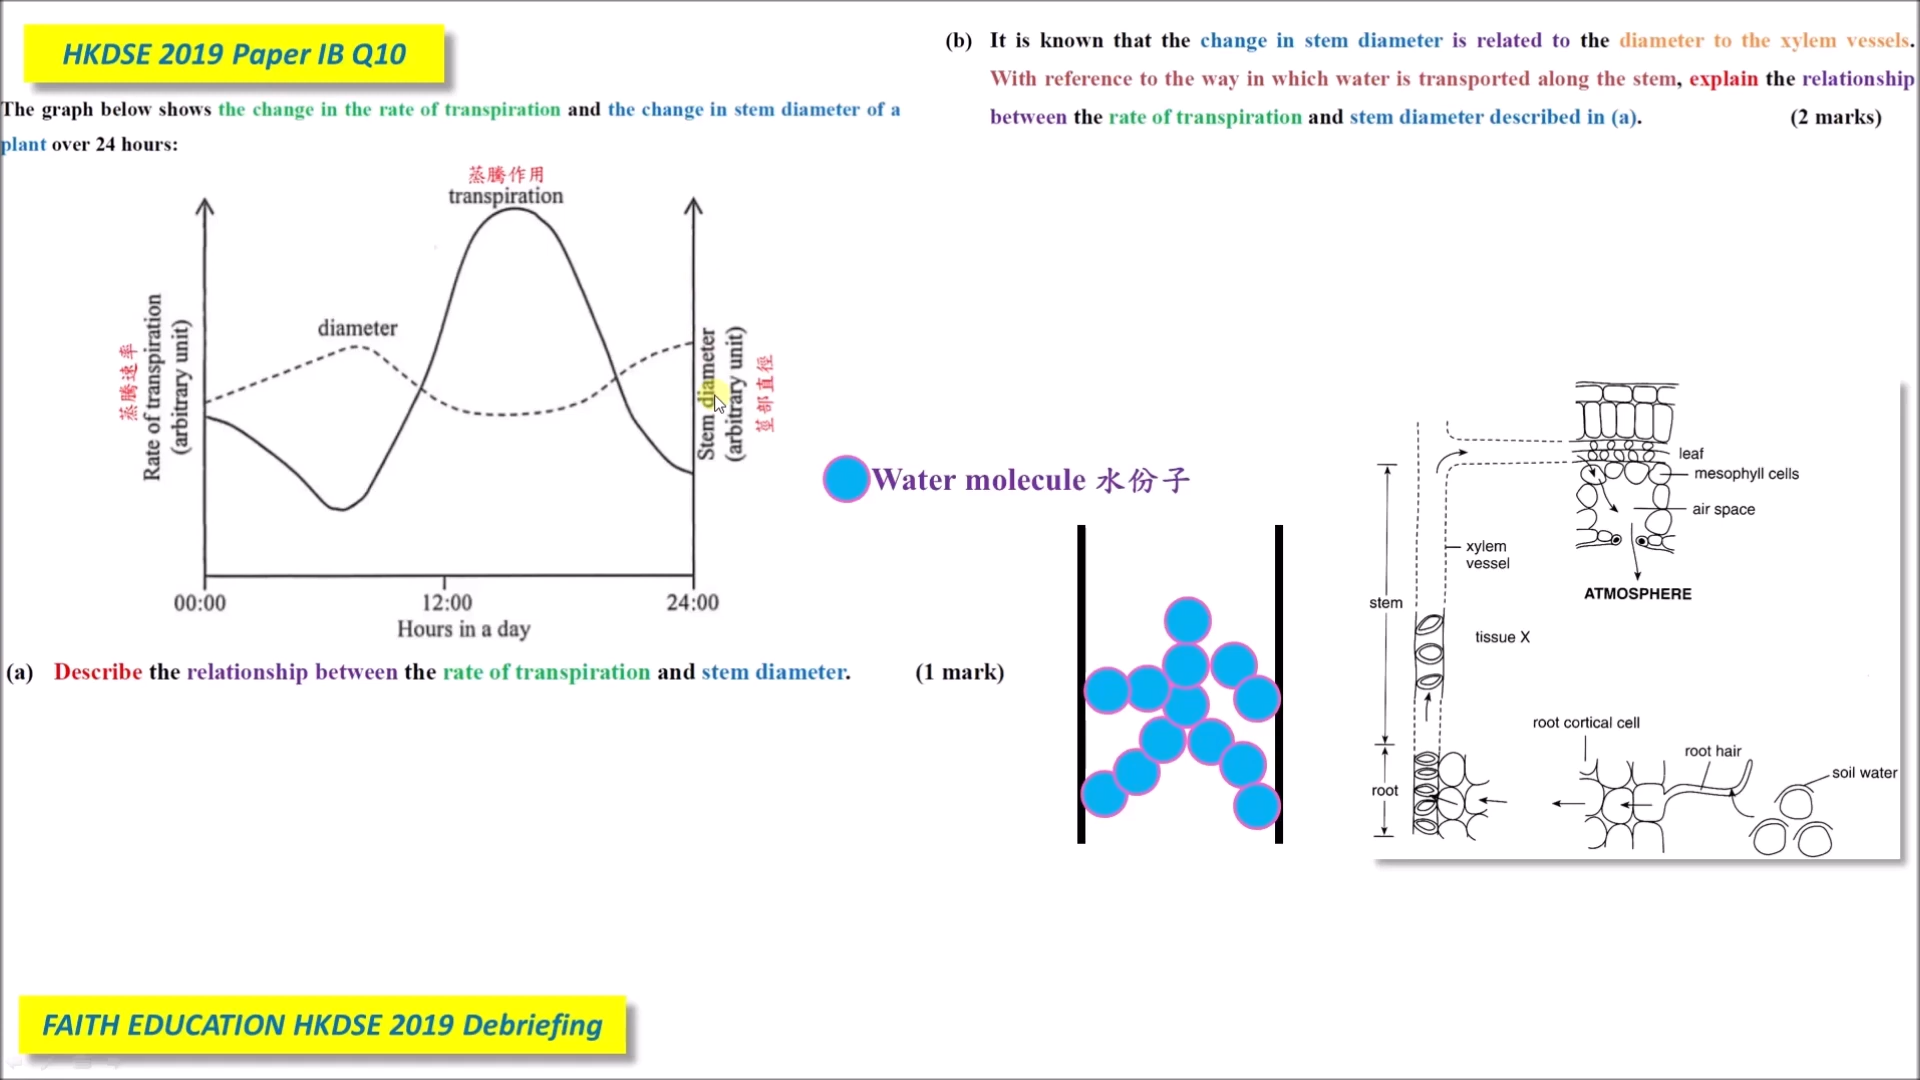 HKDSE 2019 Paper IB Q10
The graph below shows the change in the rate of transpiration and the change in stem diameter of a
plant over 24 hours:
蒸騰作用
transpiration
diameter
蒸騰速率
Rate of transpiration
(arbitrary unit)
Stem diameter
(arbitrary unit)
莖部直徑
00:00
12:00
24:00
Hours in a day
(a) Describe the relationship between the rate of transpiration and stem diameter. (1 mark)
(b) It is known that the change in stem diameter is related to the diameter to the xylem vessels.
With reference to the way in which water is transported along the stem, explain the relationship
between the rate of transpiration and stem diameter described in (a). (2 marks)
Water molecule 水份子
leaf
mesophyll cells
air space
xylem
vessel
ATMOSPHERE
stem
tissue X
root cortical cell
root hair
soil water
root
FAITH EDUCATION HKDSE 2019 Debriefing